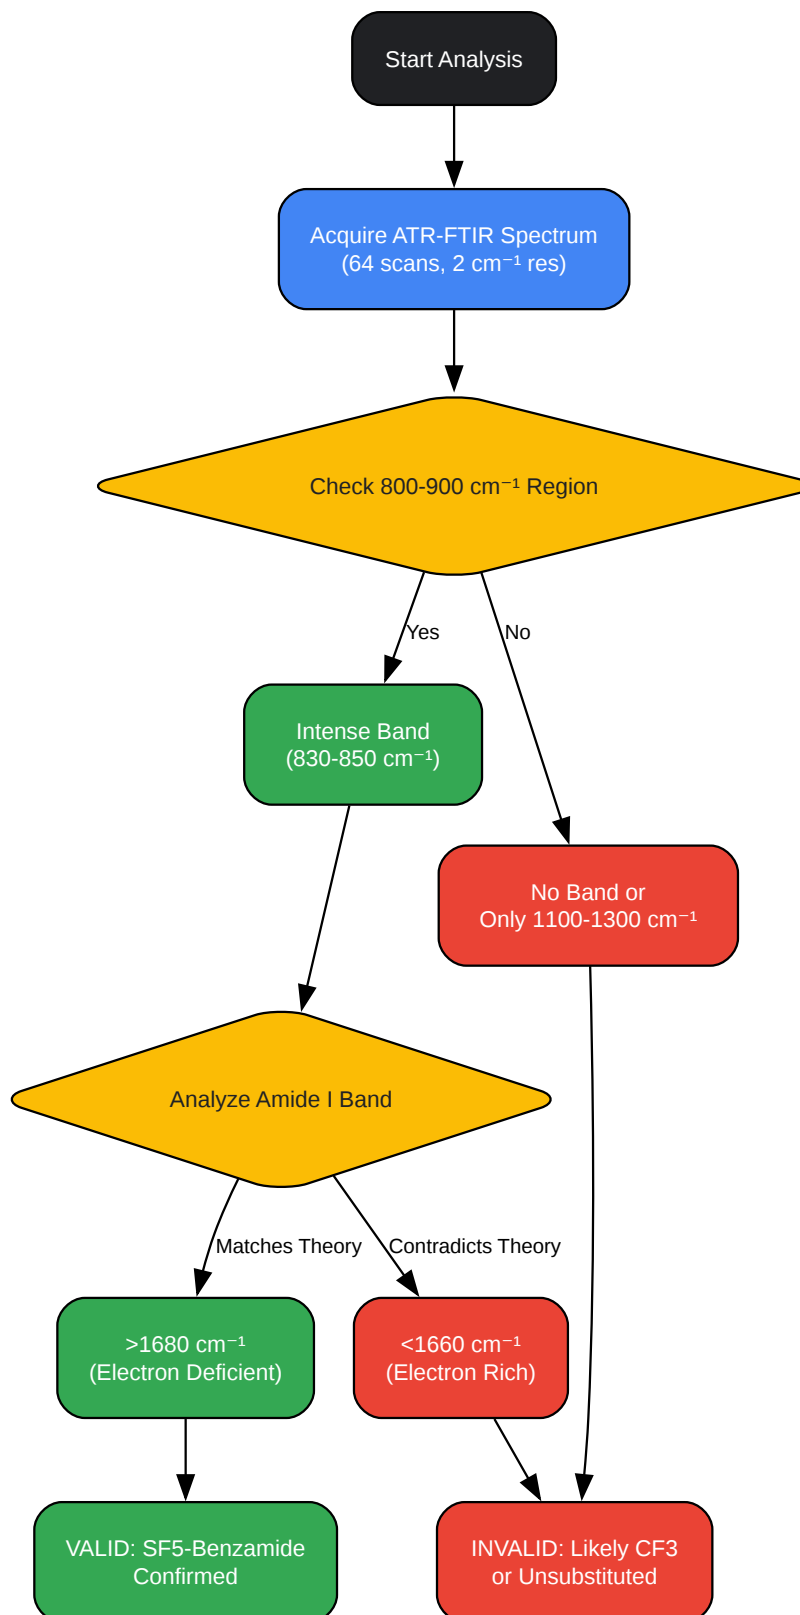 Start Analysis
Acquire ATR-FTIR Spectrum
(64 scans, 2 cm⁻¹ res)
Check 800-900 cm⁻¹ Region
Yes
No
Intense Band
(830-850 cm⁻¹)
No Band or
Only 1100-1300 cm⁻¹
Analyze Amide I Band
Matches Theory
Contradicts Theory
>1680 cm⁻¹
(Electron Deficient)
<1660 cm⁻¹
(Electron Rich)
VALID: SF5-Benzamide
Confirmed
INVALID: Likely CF3
or Unsubstituted